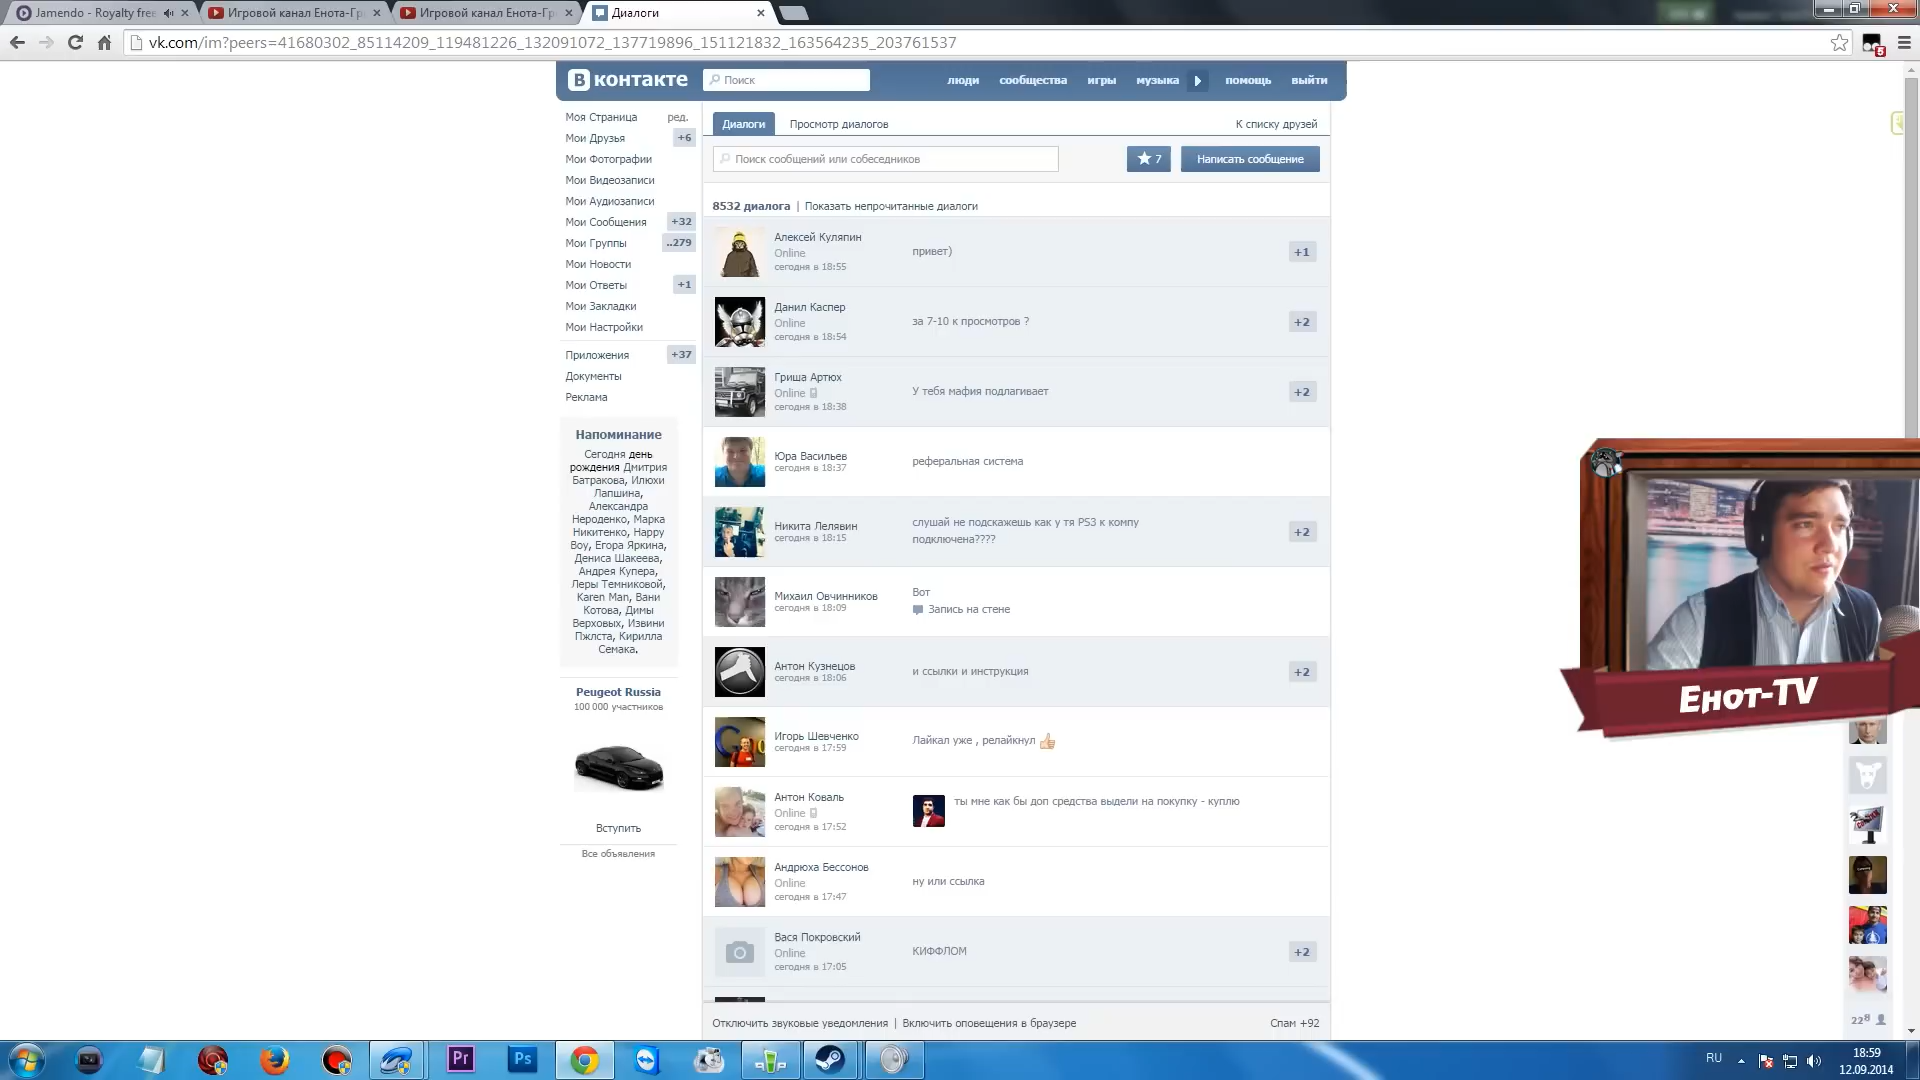 Jamendo - Royalty free
Игровой канал Енота-Гр
Игровой канал Енота-Гр
Диалоги
vk.com/im?peers=41680302_85114209_119481226_132091072_137719896_151121832_163564235_203761537
5
В контакте
Поиск
люди
сообщества
игры
музыка
помощь
выйти
Моя Страница
ред.
Мои Друзья
+6
Мои Фотографии
Мои Видеозаписи
Мои Аудиозаписи
Мои Сообщения
+32
Мои Группы
..279
Мои Новости
Мои Ответы
+1
Мои Закладки
Мои Настройки
Приложения
+37
Документы
Реклама
Напоминание
Сегодня день
рождения Дмитрия
Батракова, Илюхи
Лапшина,
Александра
Нероденко, Марка
Никитенко, Happy
Boy, Егора Яркина,
Дениса Шакеева,
Андрея Купера,
Леры Темниковой,
Karen Man, Вани
Котова, Димы
Верховых, Извини
Пжлста, Кирилла
Семака.
Peugeot Russia
100 000 участников
Вступить
Все объявления
Диалоги
Просмотр диалогов
К списку друзей
Поиск сообщений или собеседников
7
Написать сообщение
8532 диалога | Показать непрочитанные диалоги
Алексей Куляпин
Online
сегодня в 18:55
привет)
+1
Данил Каспер
Online
сегодня в 18:54
за 7-10 к просмотров ?
+2
Гриша Артюх
Online
сегодня в 18:38
У тебя мафия подлагивает
+2
Юра Васильев
сегодня в 18:37
реферальная система
Никита Лелявин
сегодня в 18:15
слушай не подскажешь как у тя PS3 к компу
подключена????
+2
Михаил Овчинников
сегодня в 18:09
Вот
Запись на стене
Антон Кузнецов
сегодня в 18:06
и ссылки и инструкция
+2
Игорь Шевченко
сегодня в 17:59
Лайкал уже , релайкнул
Антон Коваль
Online
сегодня в 17:52
ты мне как бы доп средства выдели на покупку - куплю
Андрюха Бессонов
Online
сегодня в 17:47
ну или ссылка
Вася Покровский
Online
сегодня в 17:05
КИФФЛОМ
+2
Отключить звуковые уведомления | Включить оповещения в браузере
Спам +92
Енот-TV
228
Pr
Ps
RU
18:59
12.09.2014